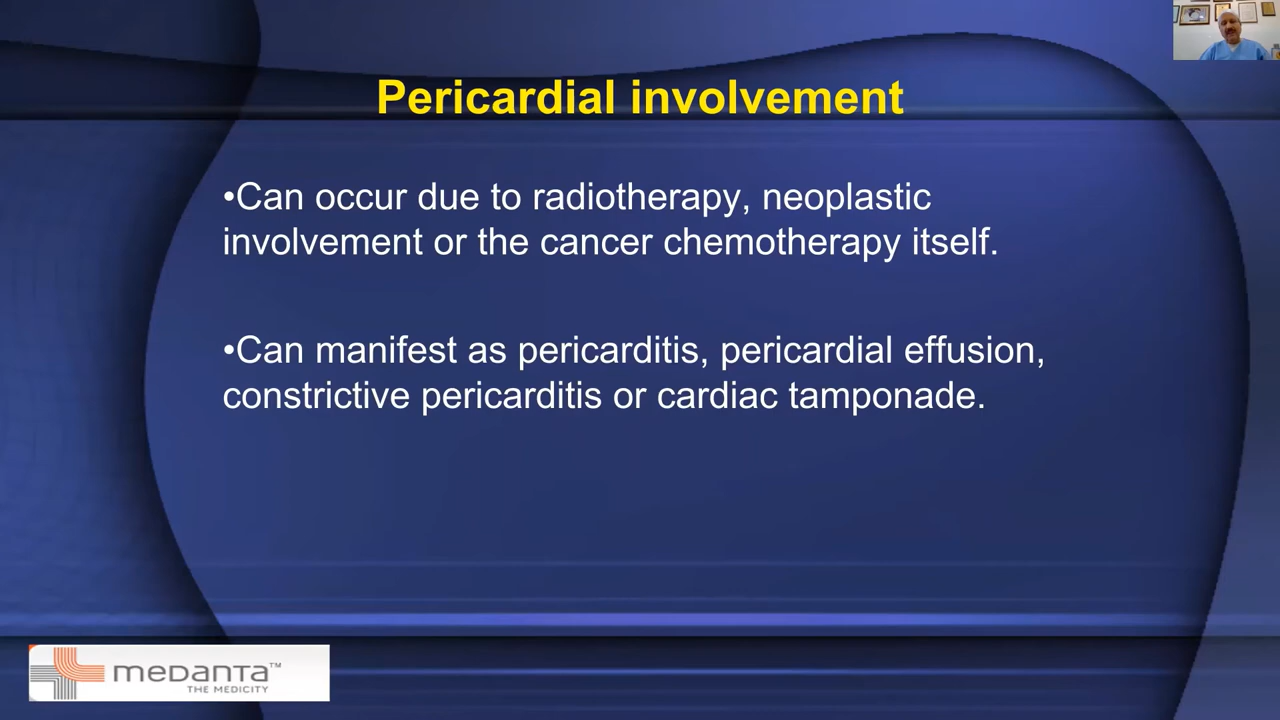 Pericardial involvement
•Can occur due to radiotherapy, neoplastic
involvement or the cancer chemotherapy itself.
•Can manifest as pericarditis, pericardial effusion,
constrictive pericarditis or cardiac tamponade.
medanta™
THE MEDICITY